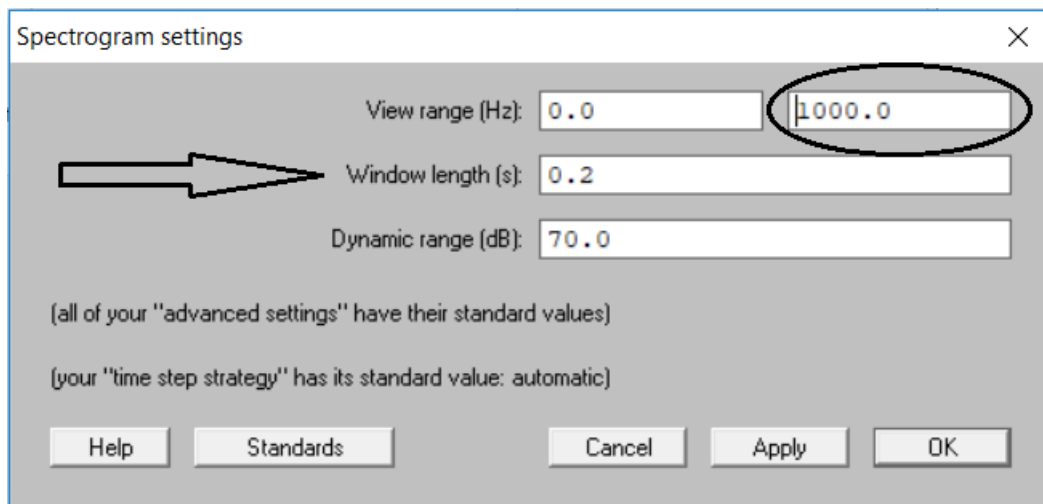 Spectrogram settings
View range (Hz): 0.0 1000.0
Window length (s): 0.2
Dynamic range (dB): 70.0
(all of your "advanced settings" have their standard values)
(your "time step strategy" has its standard value: automatic)
Help Standards Cancel Apply OK